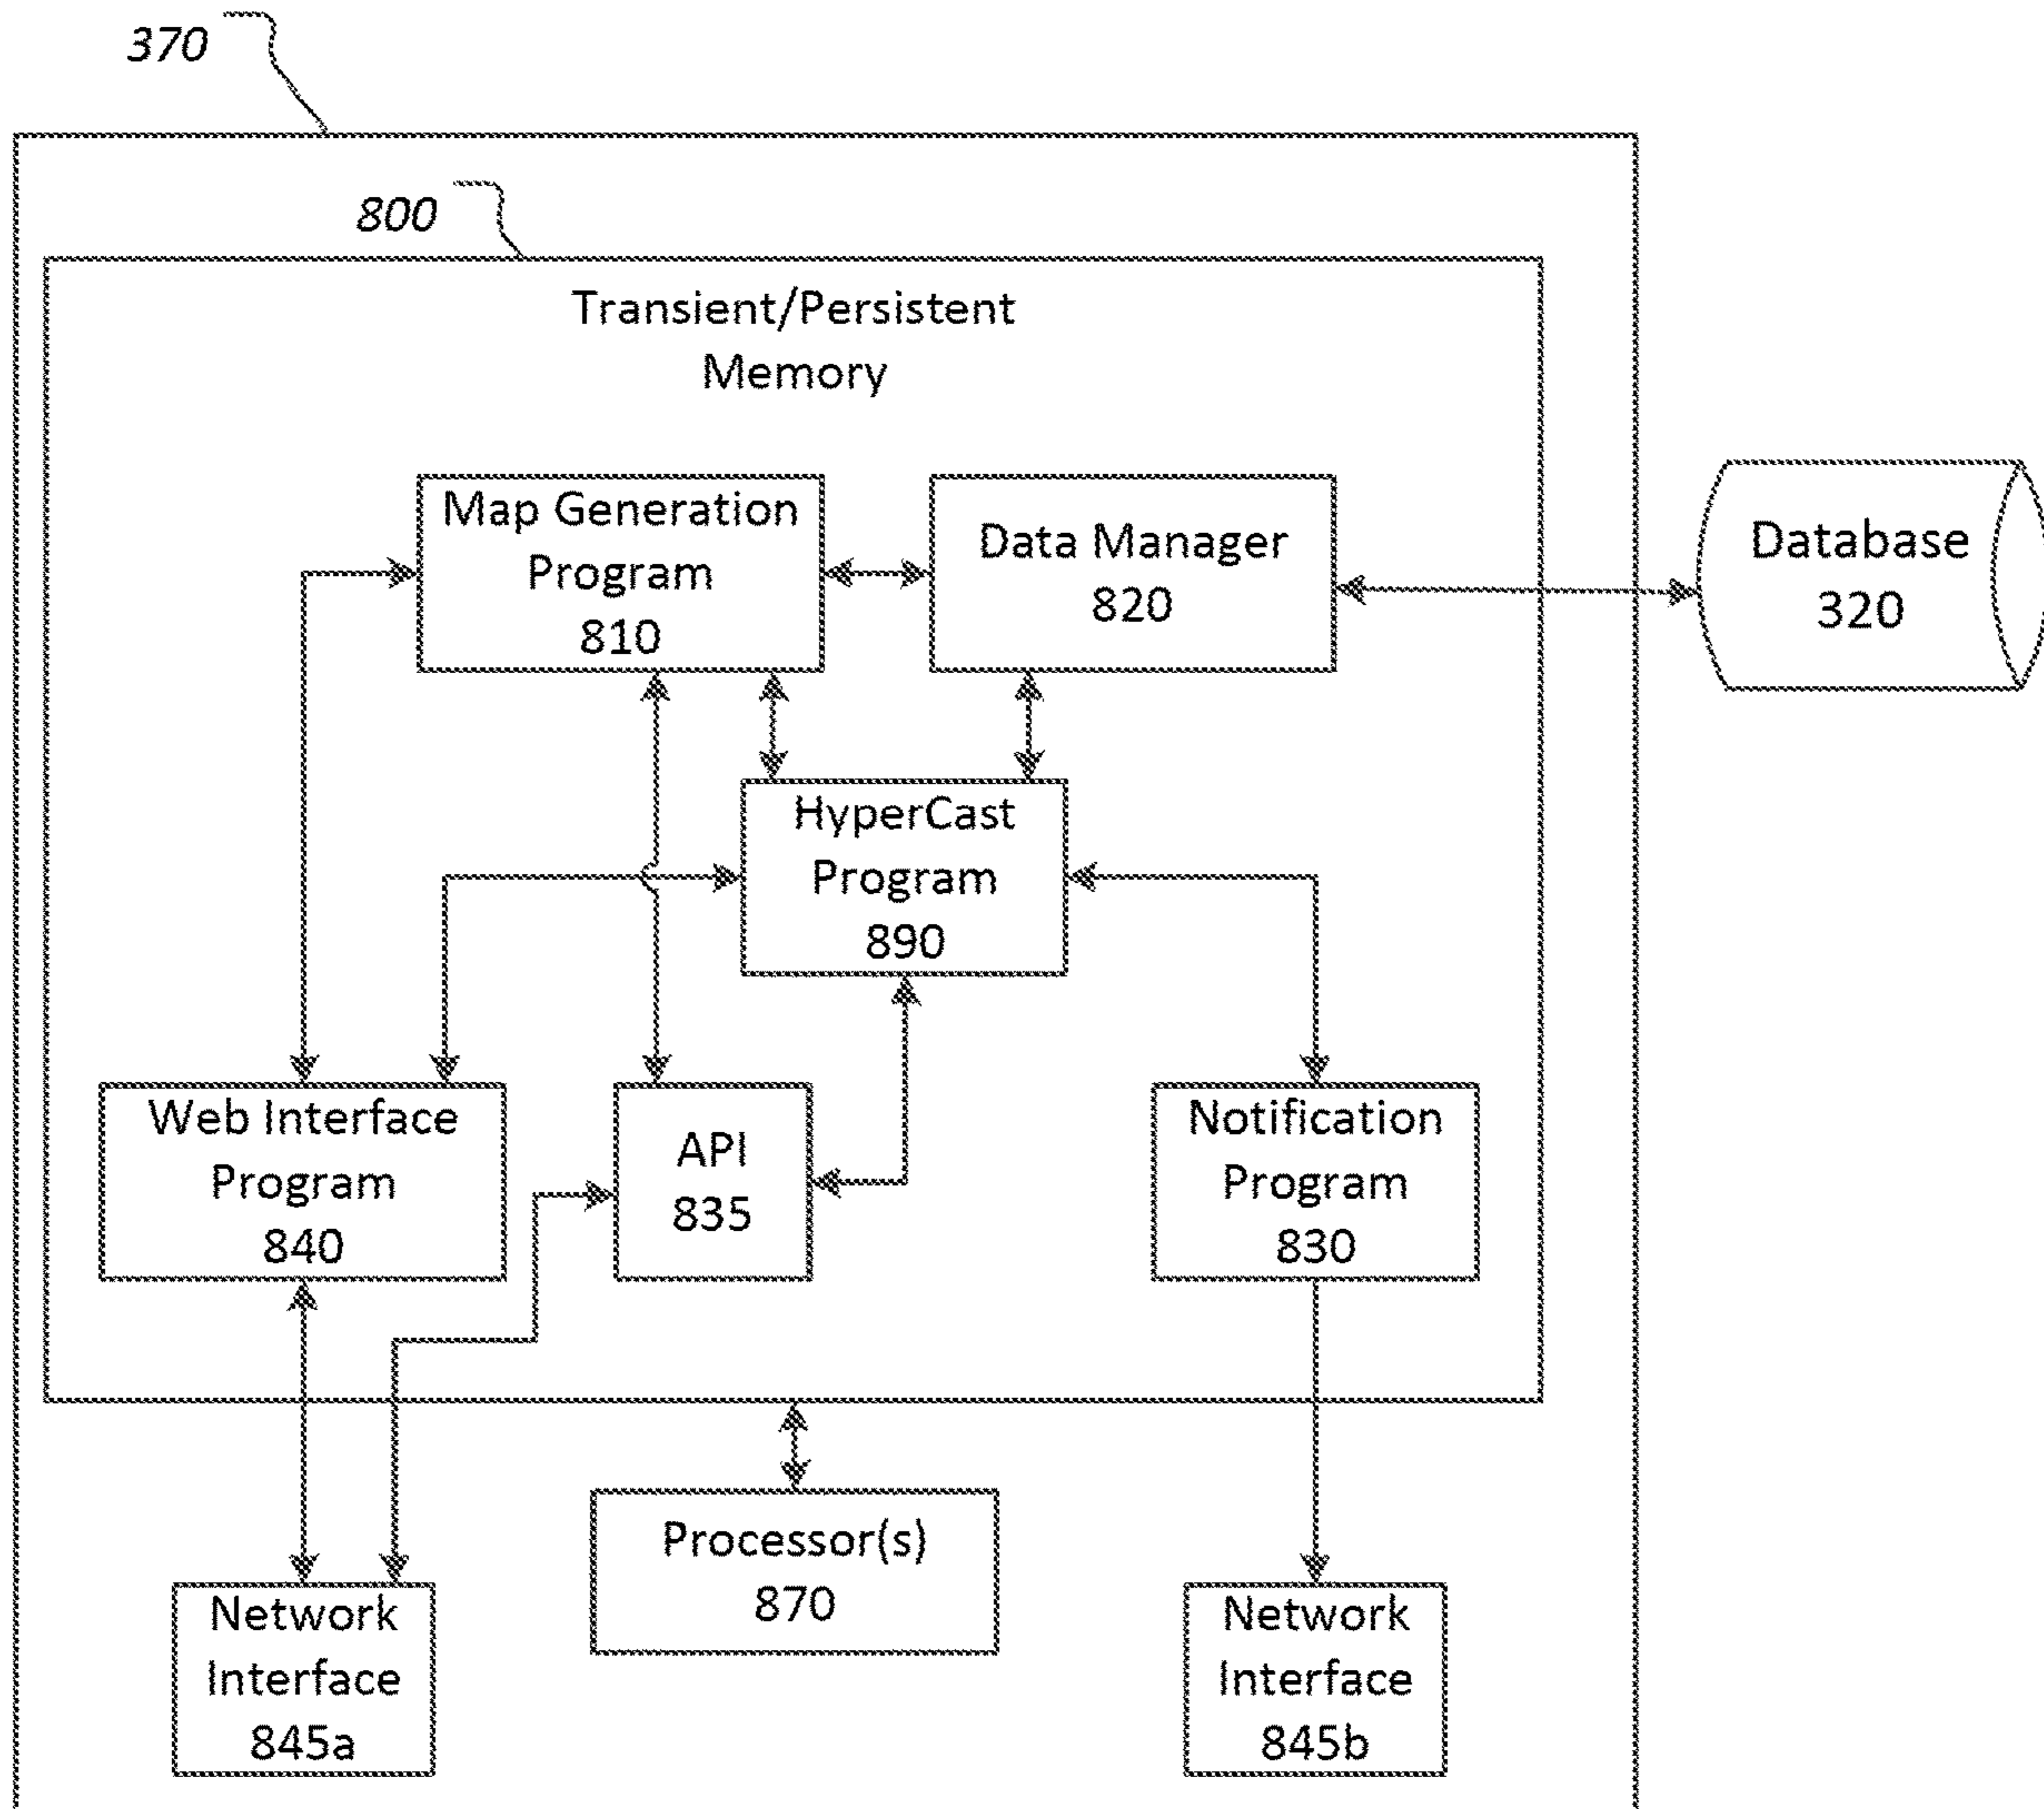 370
800
Transient/Persistent
Memory
Map Generation
Program
810
Data Manager
820
Database
320
HyperCast
Program
890
Web Interface
Program
840
API
835
Notification
Program
830
Processor(s)
870
Network
Interface
845a
Network
Interface
845b